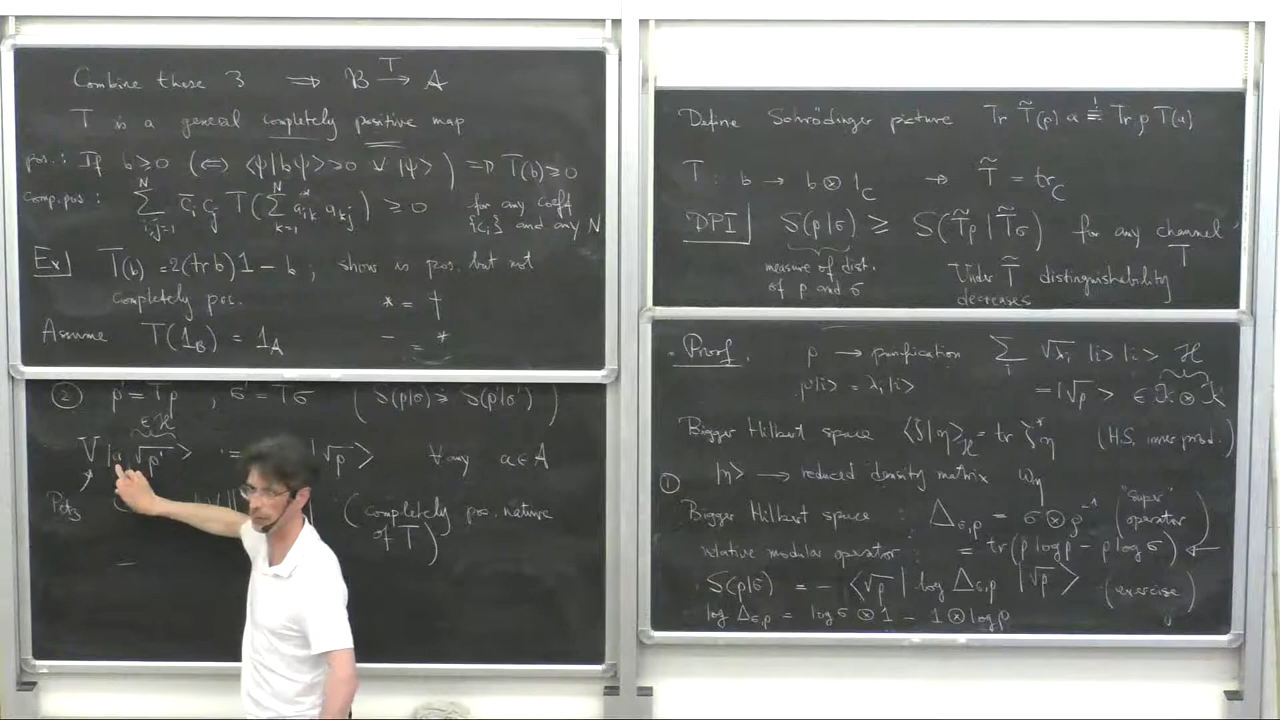 Combine these 3 ⟹ B →^T A
T is a general completely positive map
pos.: If b ≥ 0 (⟺ ⟨ψ|bψ⟩ > 0 ∀ |ψ⟩) ⟹ T(b) ≥ 0
comp. pos: ∑_{i,j=1}^N c̄_i c_j T(∑_{k=1}^N a_{ik}^* a_{kj}) ≥ 0 for any coeff
{c_i} and any N
Ex) T(b) = 2(tr b)1 − b, show is pos. but not
completely pos. * = †
Assume T(1_B) = 1_A − = *
② ρ' = Tρ, σ' = Tσ (S(ρ|σ) ≥ S(ρ'|σ'))
∈ H
V|a √ρ'⟩ := |√ρ⟩ ∀ any a ∈ A
Petz (completely pos. nature
of T)
Define Schrödinger picture Tr T̃(ρ) a =^! Tr ρ T(a)
T: b → b ⊗ 1_C → T̃ = tr_C
DPI| S(ρ|σ) ≥ S(T̃ρ|T̃σ) for any channel
T
measure of dist.
of ρ and σ
Under T̃ distinguishability
decreases
Proof. ρ → purification ∑_i √λ_i |i⟩|i⟩ H
ρ|i⟩ = λ_i|i⟩ = |√ρ⟩ ∈ K ⊗ K
Bigger Hilbert space ⟨ζ|η⟩_H = tr ζ^* η (H.S. inner prod.)
① |η⟩ → reduced density matrix ω_η
Bigger Hilbert space: Δ_{σ,ρ} = σ ⊗ ρ^{-1} ("super" operator)
relative modular operator: = tr(ρ log ρ − ρ log σ) ←
S(ρ|σ) = − ⟨√ρ| log Δ_{σ,ρ} |√ρ⟩ (exercise)
log Δ_{σ,ρ} = log σ ⊗ 1 − 1 ⊗ log ρ